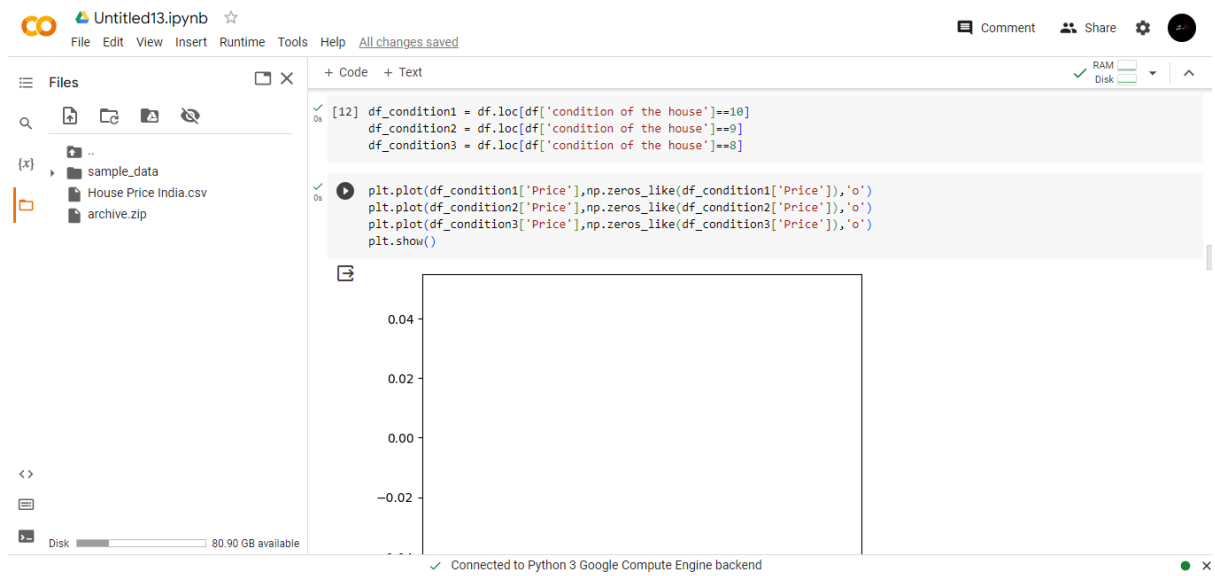 Untitled13.ipynb
File Edit View Insert Runtime Tools Help All changes saved
Comment Share
Files
+ Code + Text
RAM
Disk
{x}
..
sample_data
House Price India.csv
archive.zip
Disk 80.90 GB available
[12] df_condition1 = df.loc[df['condition of the house']==10]
0s
df_condition2 = df.loc[df['condition of the house']==9]
df_condition3 = df.loc[df['condition of the house']==8]
plt.plot(df_condition1['Price'],np.zeros_like(df_condition1['Price']),'o')
0s
plt.plot(df_condition2['Price'],np.zeros_like(df_condition2['Price']),'o')
plt.plot(df_condition3['Price'],np.zeros_like(df_condition3['Price']),'o')
plt.show()
0.04
0.02
0.00
−0.02
Connected to Python 3 Google Compute Engine backend